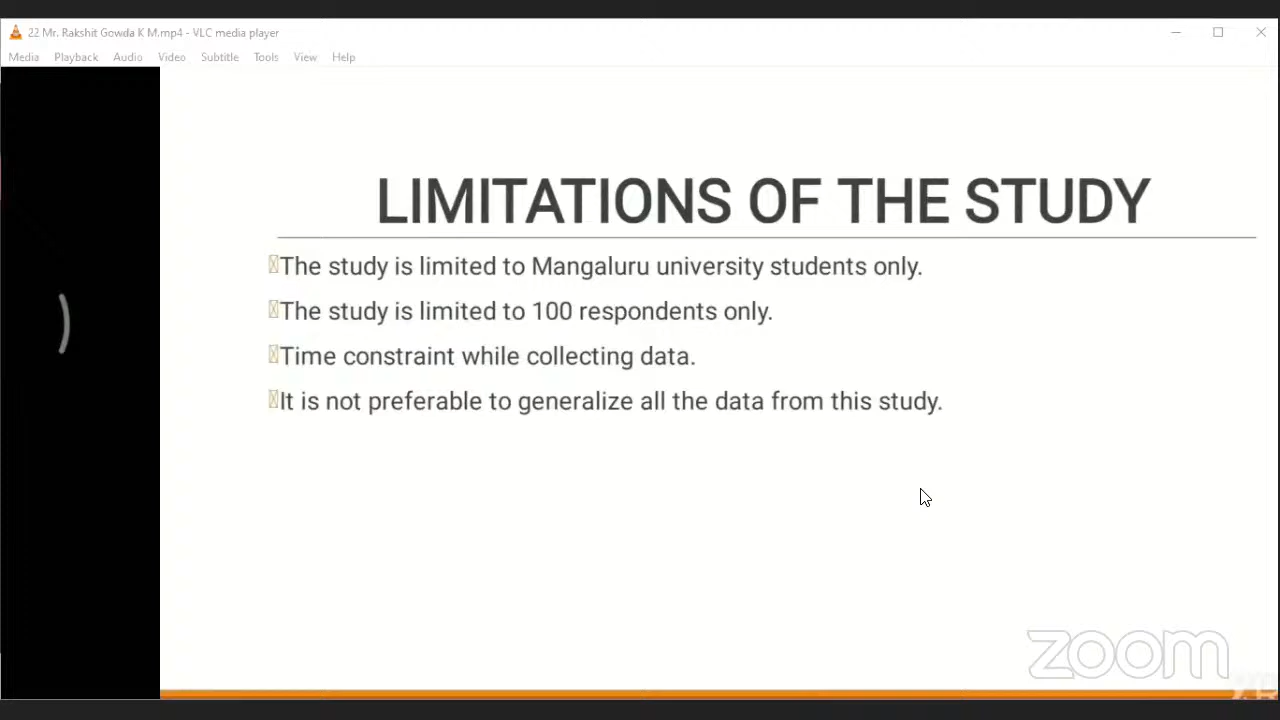 22 Mr. Rakshit Gowda K M.mp4 - VLC media player
Media Playback Audio Video Subtitle Tools View Help
LIMITATIONS OF THE STUDY
The study is limited to Mangaluru university students only.
The study is limited to 100 respondents only.
Time constraint while collecting data.
It is not preferable to generalize all the data from this study.
zoom